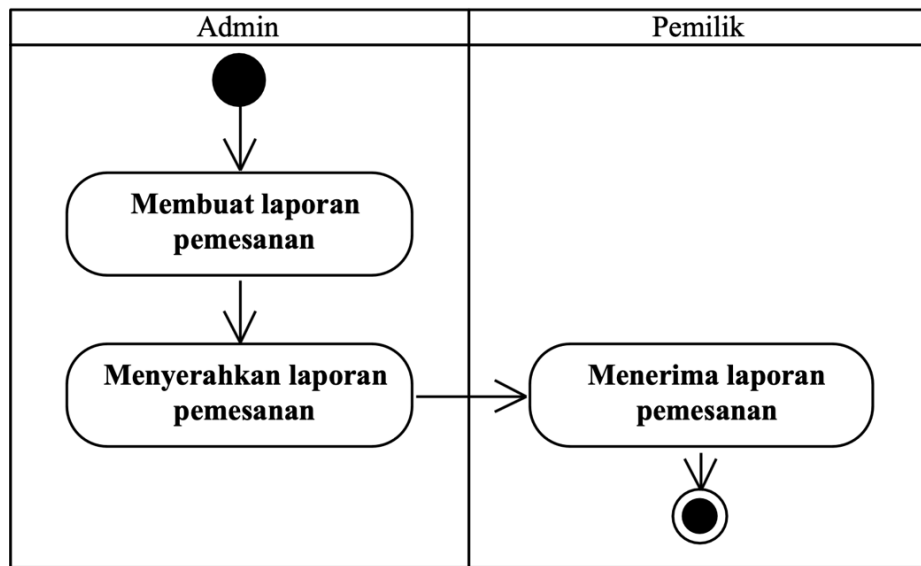 Admin
Pemilik
Membuat laporan
pemesanan
Menyerahkan laporan
pemesanan
Menerima laporan
pemesanan